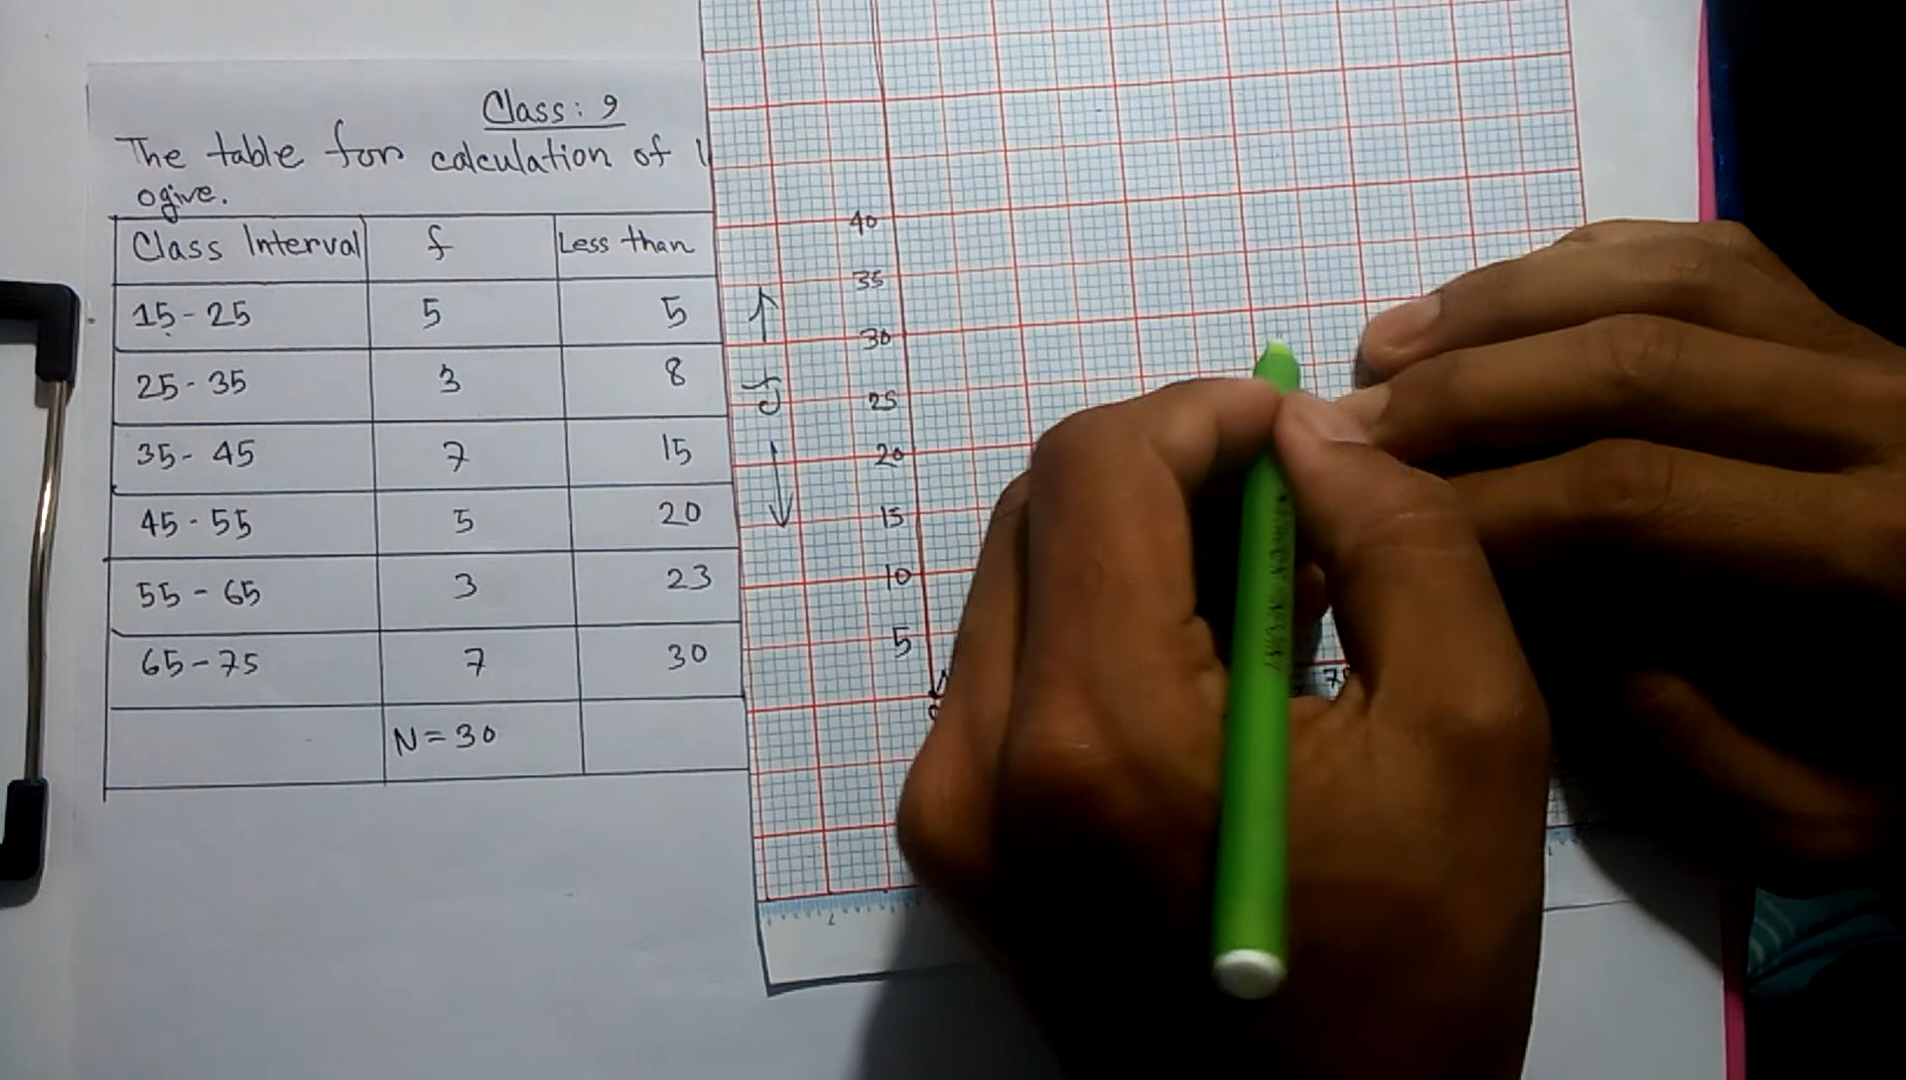 Class: 9
The table for calculation of
ogive.
Class Interval f Less than
15-25 5 5
25-35 3 8
35-45 7 15
45-55 5 20
55-65 3 23
65-75 7 30
N=30
40
35
30
25
20
15
10
5
cf